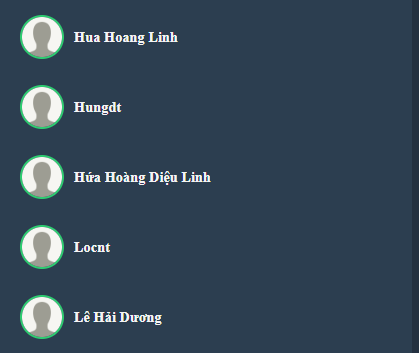 Hua Hoang Linh
Hungdt
Hứa Hoàng Diệu Linh
Locnt
Lê Hải Dương